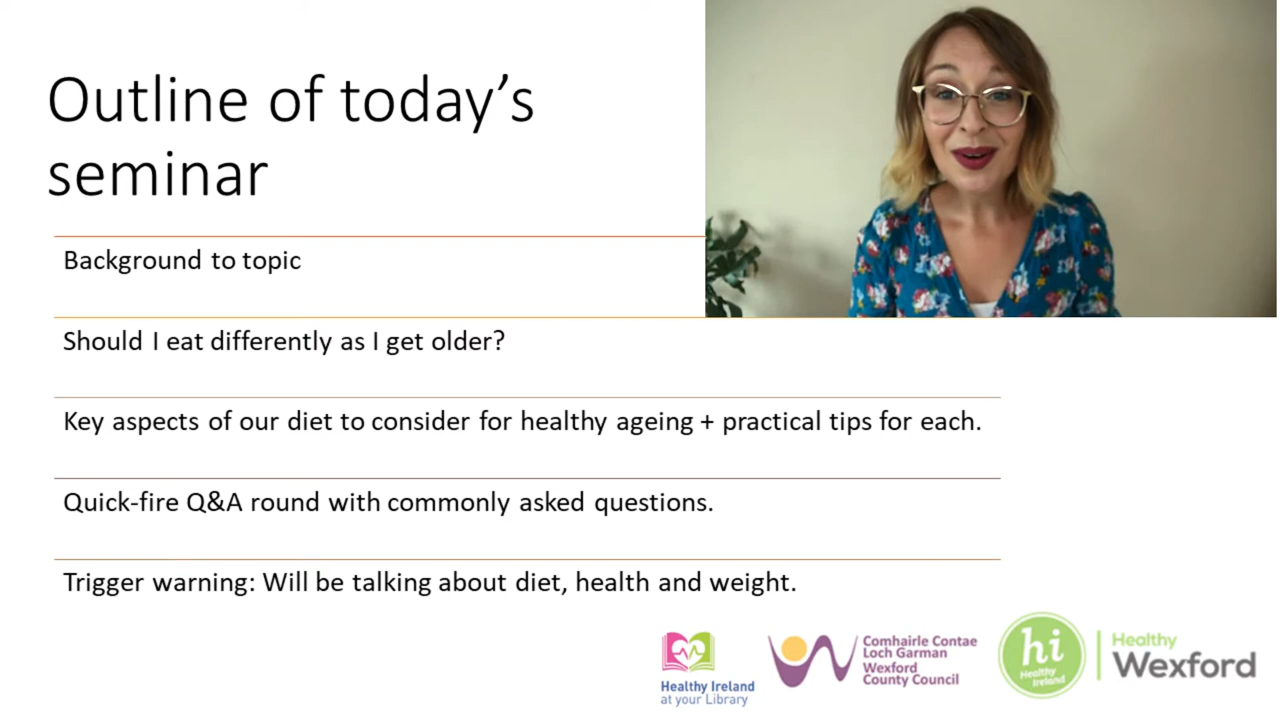 Outline of today’s
seminar
Background to topic
Should I eat differently as I get older?
Key aspects of our diet to consider for healthy ageing + practical tips for each.
Quick-fire Q&A round with commonly asked questions.
Trigger warning: Will be talking about diet, health and weight.
Healthy Ireland
at your Library
Comhairle Contae
Loch Garman
Wexford
County Council
hi
Healthy
Ireland
Healthy
Wexford